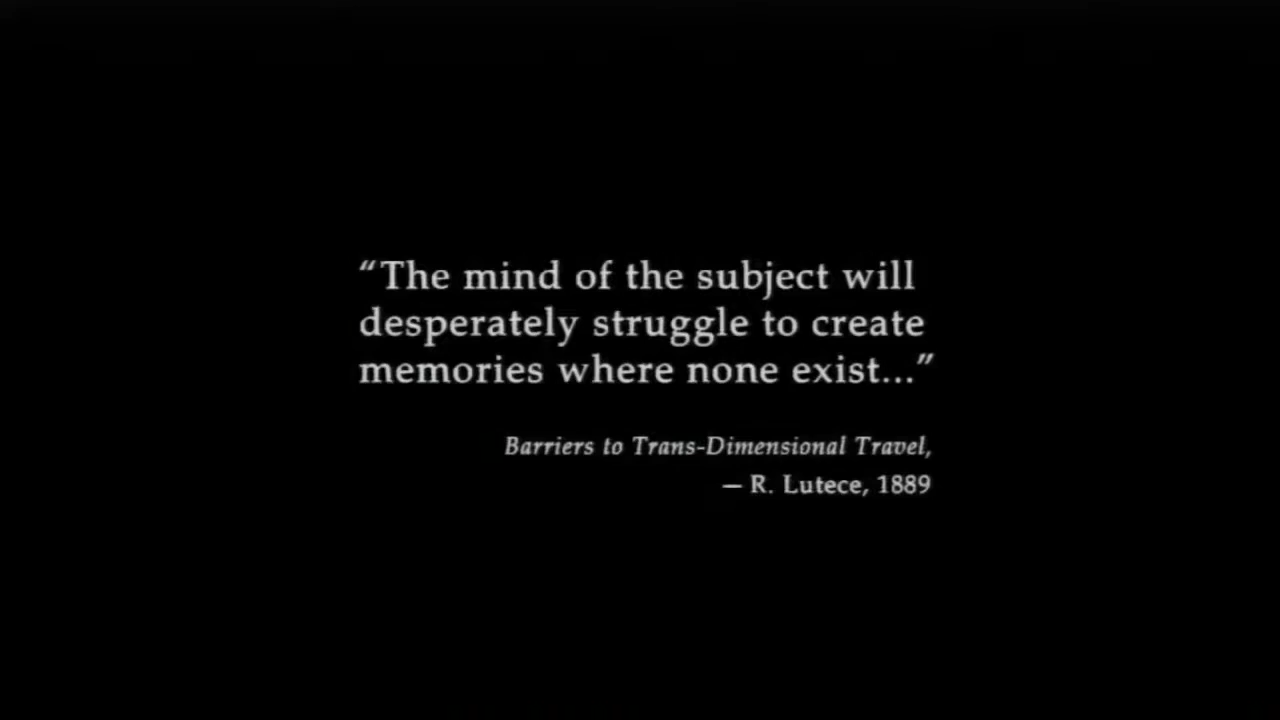 “The mind of the subject will
desperately struggle to create
memories where none exist...”
Barriers to Trans-Dimensional Travel,
— R. Lutece, 1889